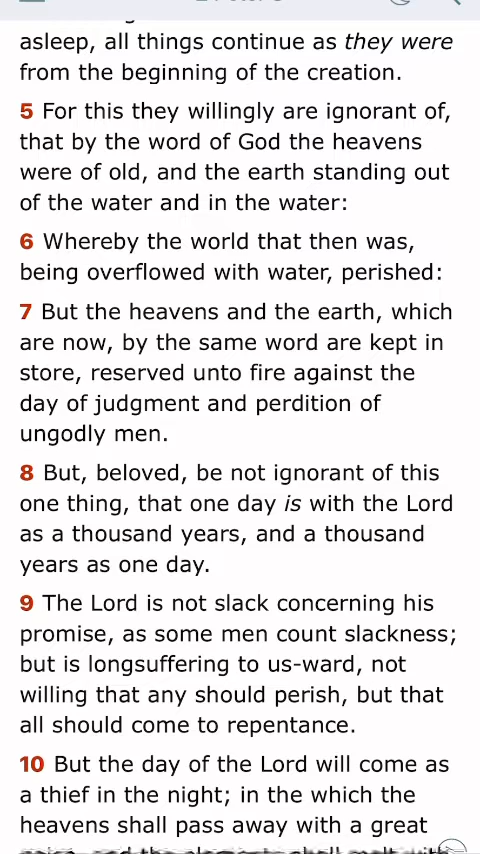 asleep, all things continue as they were
from the beginning of the creation.
5 For this they willingly are ignorant of,
that by the word of God the heavens
were of old, and the earth standing out
of the water and in the water:
6 Whereby the world that then was,
being overflowed with water, perished:
7 But the heavens and the earth, which
are now, by the same word are kept in
store, reserved unto fire against the
day of judgment and perdition of
ungodly men.
8 But, beloved, be not ignorant of this
one thing, that one day is with the Lord
as a thousand years, and a thousand
years as one day.
9 The Lord is not slack concerning his
promise, as some men count slackness;
but is longsuffering to us-ward, not
willing that any should perish, but that
all should come to repentance.
10 But the day of the Lord will come as
a thief in the night; in the which the
heavens shall pass away with a great